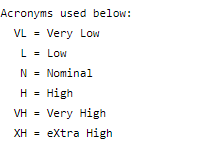 Acronyms used below:
VL = Very Low
L = Low
N = Nominal
H = High
VH = Very High
XH = eXtra High